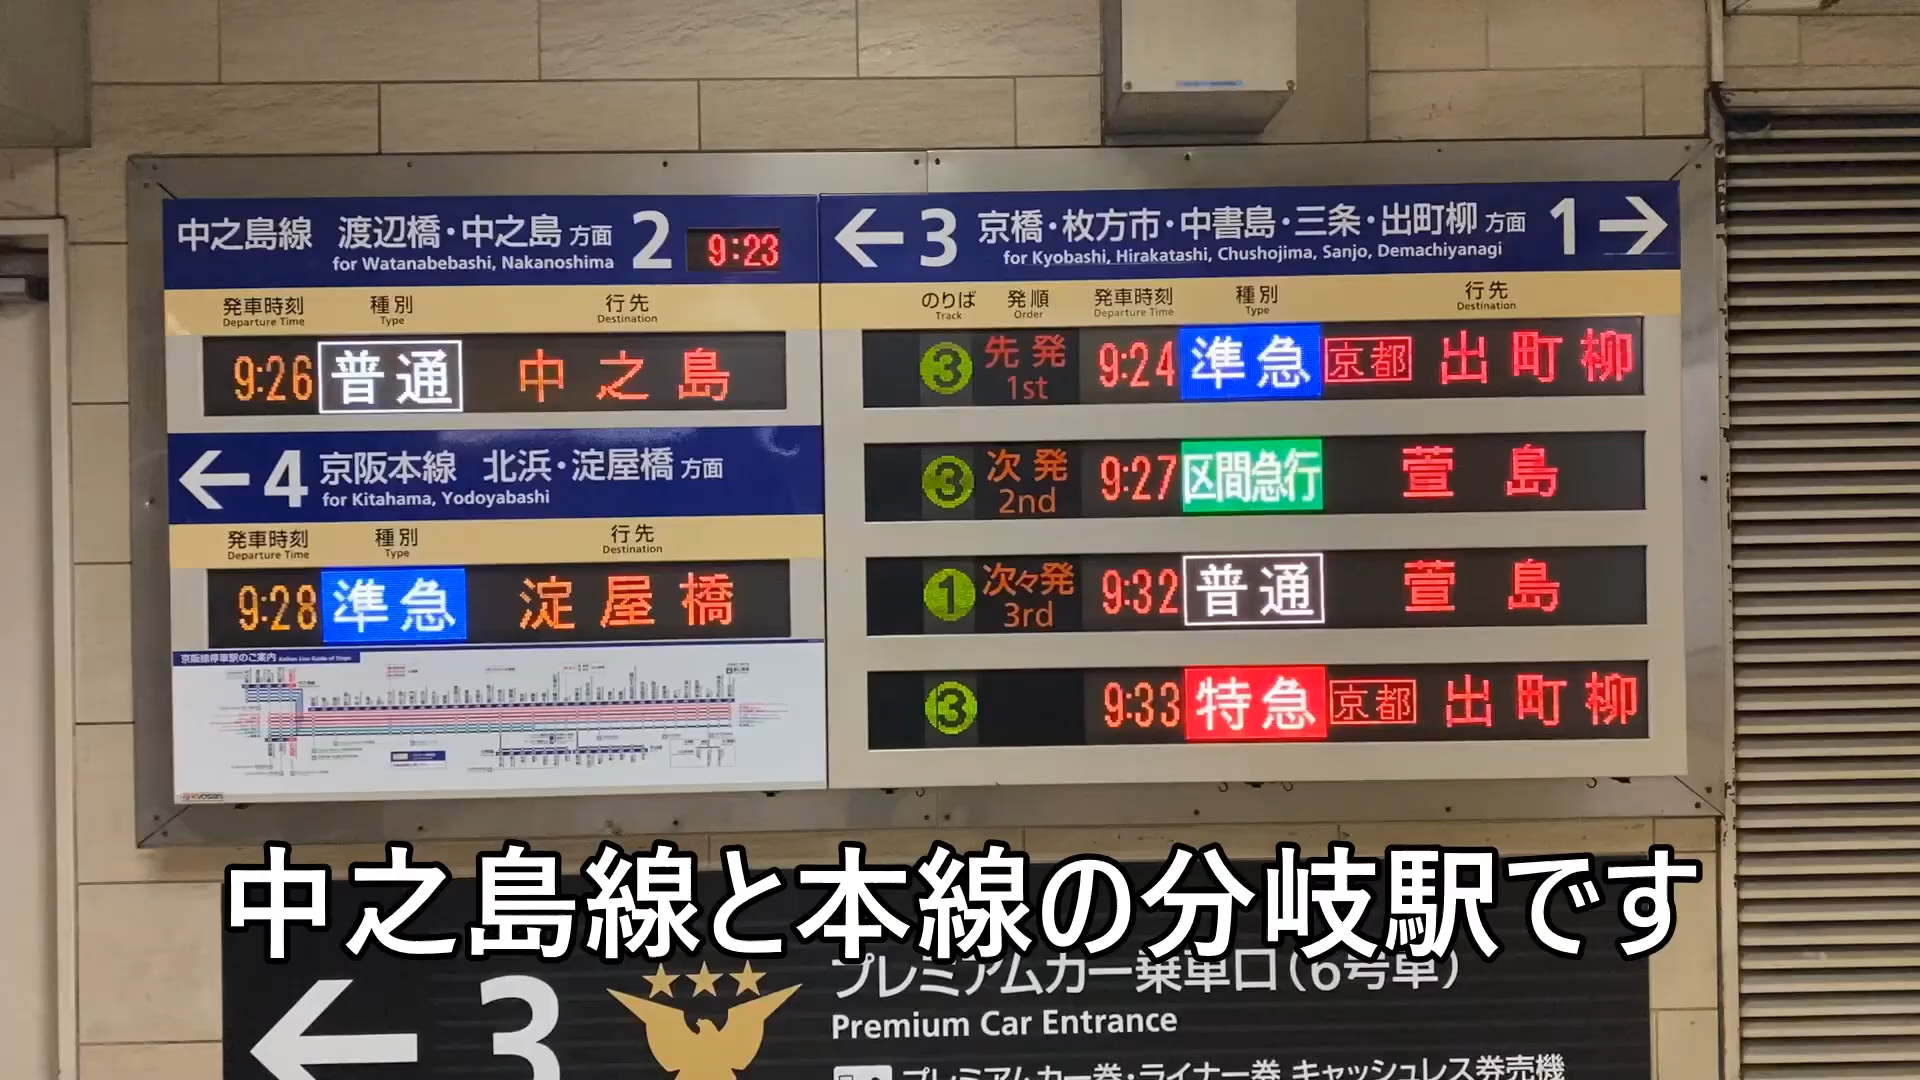 中之島線 渡辺橋・中之島 方面 2 9:23
for Watanabebashi, Nakanoshima
発車時刻 種別 行先
Departure Time Type Destination
9:26 普通 中之島
←4 京阪本線 北浜・淀屋橋 方面
for Kitahama, Yodoyabashi
発車時刻 種別 行先
Departure Time Type Destination
9:28 準急 淀屋橋
京阪線停車駅のご案内 Keihan Line Guide of Stops
←3 京橋・枚方市・中書島・三条・出町柳 方面 1→
for Kyobashi, Hirakatashi, Chushojima, Sanjo, Demachiyanagi
のりば 発順 発車時刻 種別 行先
Track Order Departure Time Type Destination
3 先発 9:24 準急 京都 出町柳
1st
3 次発 9:27 区間急行 萱島
2nd
1 次々発 9:32 普通 萱島
3rd
3 9:33 特急 京都 出町柳
中之島線と本線の分岐駅です
←3 プレミアムカー乗車口(6号車)
Premium Car Entrance
プレミアムカー券・ライナー券 キャッシュレス券売機